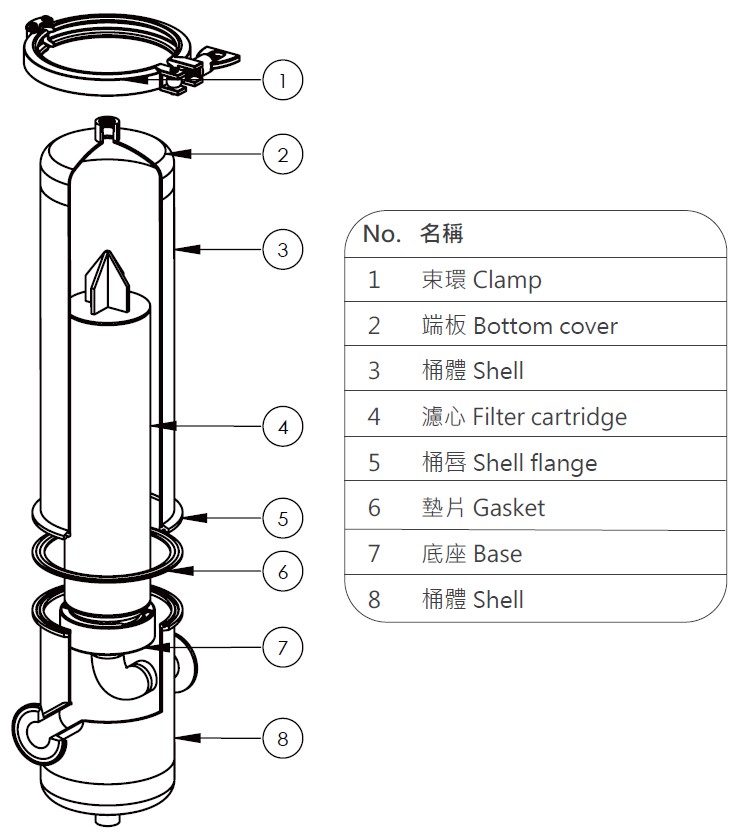 1
2
3
4
5
6
7
8
No. 名稱
1 束環 Clamp
2 端板 Bottom cover
3 桶體 Shell
4 濾心 Filter cartridge
5 桶唇 Shell flange
6 墊片 Gasket
7 底座 Base
8 桶體 Shell